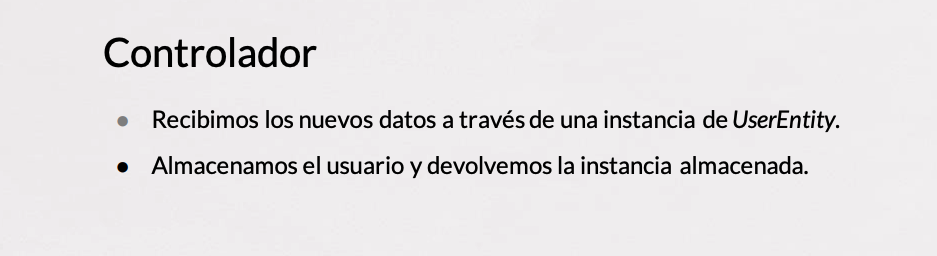 Controlador
● Recibimos los nuevos datos a través de una instancia de UserEntity.
● Almacenamos el usuario y devolvemos la instancia almacenada.